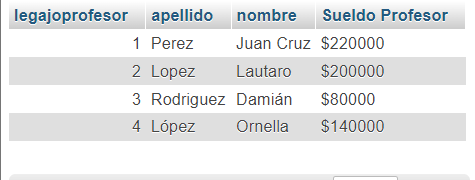 legajoprofesor apellido nombre Sueldo Profesor
1 Perez Juan Cruz $220000
2 Lopez Lautaro $200000
3 Rodriguez Damián $80000
4 López Ornella $140000